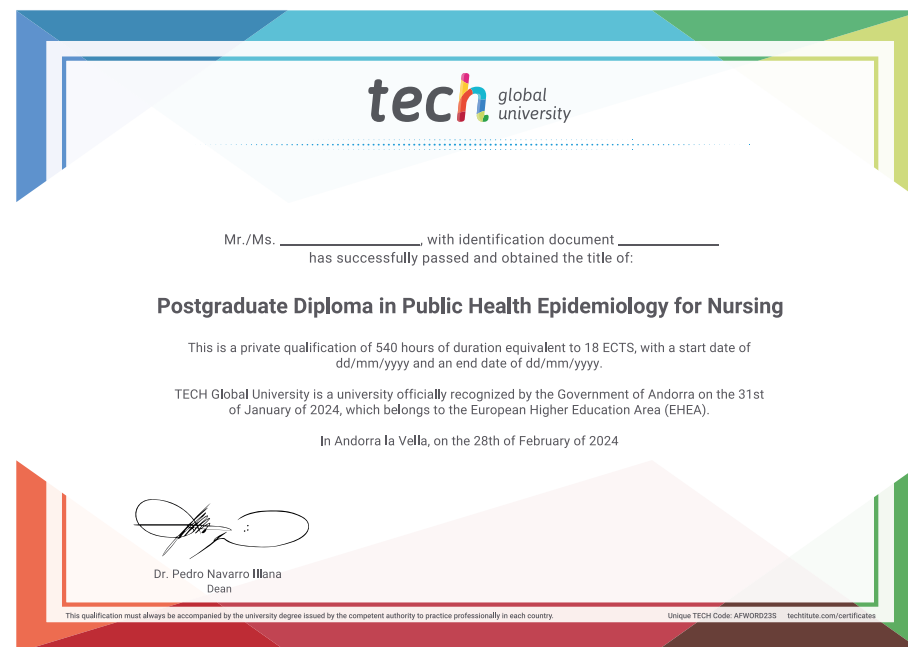 tech global university
Mr./Ms. ____________, with identification document ____________
has successfully passed and obtained the title of:
Postgraduate Diploma in Public Health Epidemiology for Nursing
This is a private qualification of 540 hours of duration equivalent to 18 ECTS, with a start date of
dd/mm/yyyy and an end date of dd/mm/yyyy.
TECH Global University is a university officially recognized by the Government of Andorra on the 31st
of January of 2024, which belongs to the European Higher Education Area (EHEA).
In Andorra la Vella, on the 28th of February of 2024
Dr. Pedro Navarro Illana
Dean
This qualification must always be accompanied by the university degree issued by the competent authority to practice professionally in each country.
Unique TECH Code: AFWORD23S techtitute.com/certificates